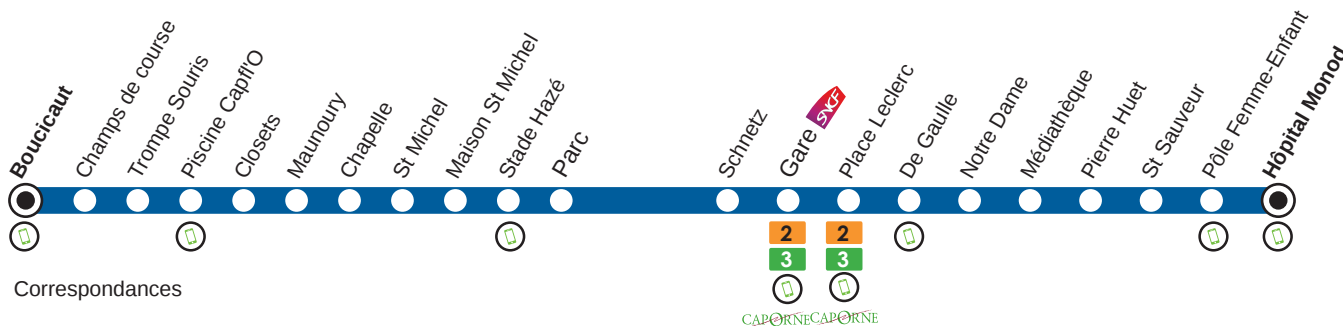 Boucicaut
Champs de course
Trompe Souris
Piscine Capfl'O
Closets
Maunoury
Chapelle
St Michel
Maison St Michel
Stade Hazé
Parc
Schnetz
Gare SNCF
Place Leclerc
De Gaulle
Notre Dame
Médiathèque
Pierre Huet
St Sauveur
Pôle Femme-Enfant
Hôpital Monod
2 2
3 3
Correspondances
CAPORNE CAPORNE